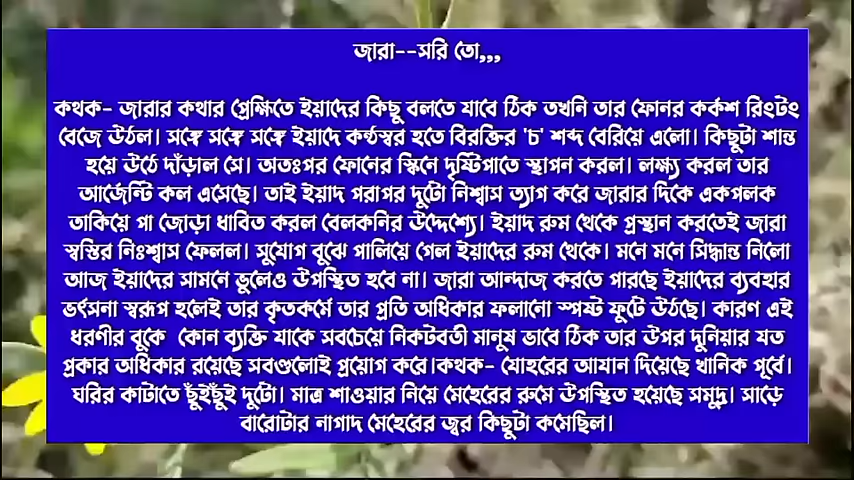 জারা--সরি তো,,,
কথক- জারার কথার প্রেক্ষিতে ইয়াদের কিছু বলতে যাবে ঠিক তখনি তার ফোনর কর্কশ রিংটং
বেজে উঠল। সঙ্গে সঙ্গে সঙ্গে ইয়াদে কন্ঠস্বর হতে বিরক্তির 'চ' শব্দ বেরিয়ে এলো। কিছুটা শান্ত
হয়ে উঠে দাঁড়াল সে। অতঃপর ফোনের স্কিনে দৃষ্টিপাতে স্থাপন করল। লক্ষ্য করল তার
আর্জেন্টি কল এসেছে। তাই ইয়াদ পরাপর দুটো নিশ্বাস ত্যাগ করে জারার দিকে একপলক
তাকিয়ে পা জোড়া ধাবিত করল বেলকনির উদ্দেশ্যে। ইয়াদ রুম থেকে প্রস্থান করতেই জারা
স্বস্তির নিঃশ্বাস ফেলল। সুযোগ বুঝে পালিয়ে গেল ইয়াদের রুম থেকে। মনে মনে সিদ্ধান্ত নিলো
আজ ইয়াদের সামনে ভুলেও উপস্থিত হবে না। জারা আন্দাজ করতে পারছে ইয়াদের ব্যবহার
ভর্ৎসনা স্বরূপ হলেই তার কৃতকর্মে তার প্রতি অধিকার ফলানো স্পষ্ট ফুটে উঠছে। কারণ এই
ধরণীর বুকে কোন ব্যক্তি যাকে সবচেয়ে নিকটবর্তী মানুষ ভাবে ঠিক তার উপর দুনিয়ার যত
প্রকার অধিকার রয়েছে সবগুলোই প্রয়োগ করে।কথক- যোহরের আযান দিয়েছে খানিক পূর্বে।
ঘরির কাটাতে ছুঁইছুঁই দুটো। মাত্র শাওয়ার নিয়ে মেহেরের রুমে উপস্থিত হয়েছে সমুদ্র। সাড়ে
বারোটার নাগাদ মেহেরের জ্বর কিছুটা কমেছিল।